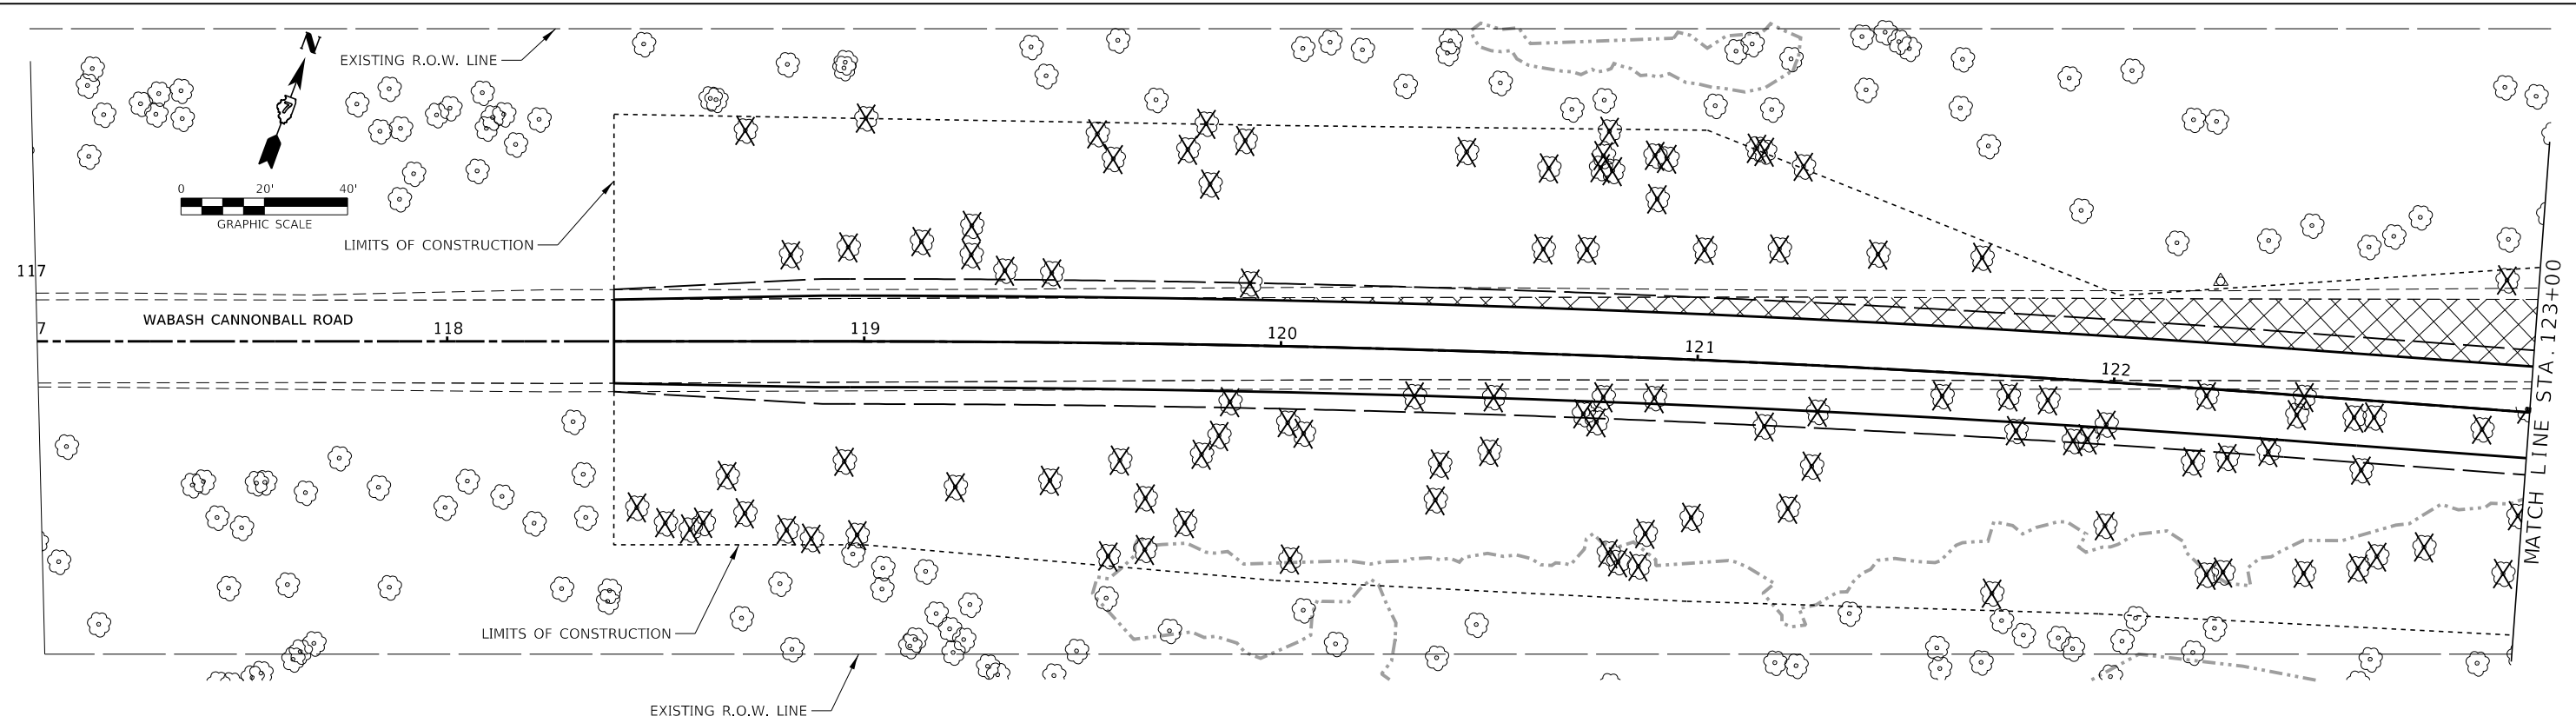 N
EXISTING R.O.W. LINE
0 20' 40'
GRAPHIC SCALE
LIMITS OF CONSTRUCTION
117
WABASH CANNONBALL ROAD
7
118
119
120
121
122
MATCH LINE STA.123+00
LIMITS OF CONSTRUCTION
EXISTING R.O.W. LINE